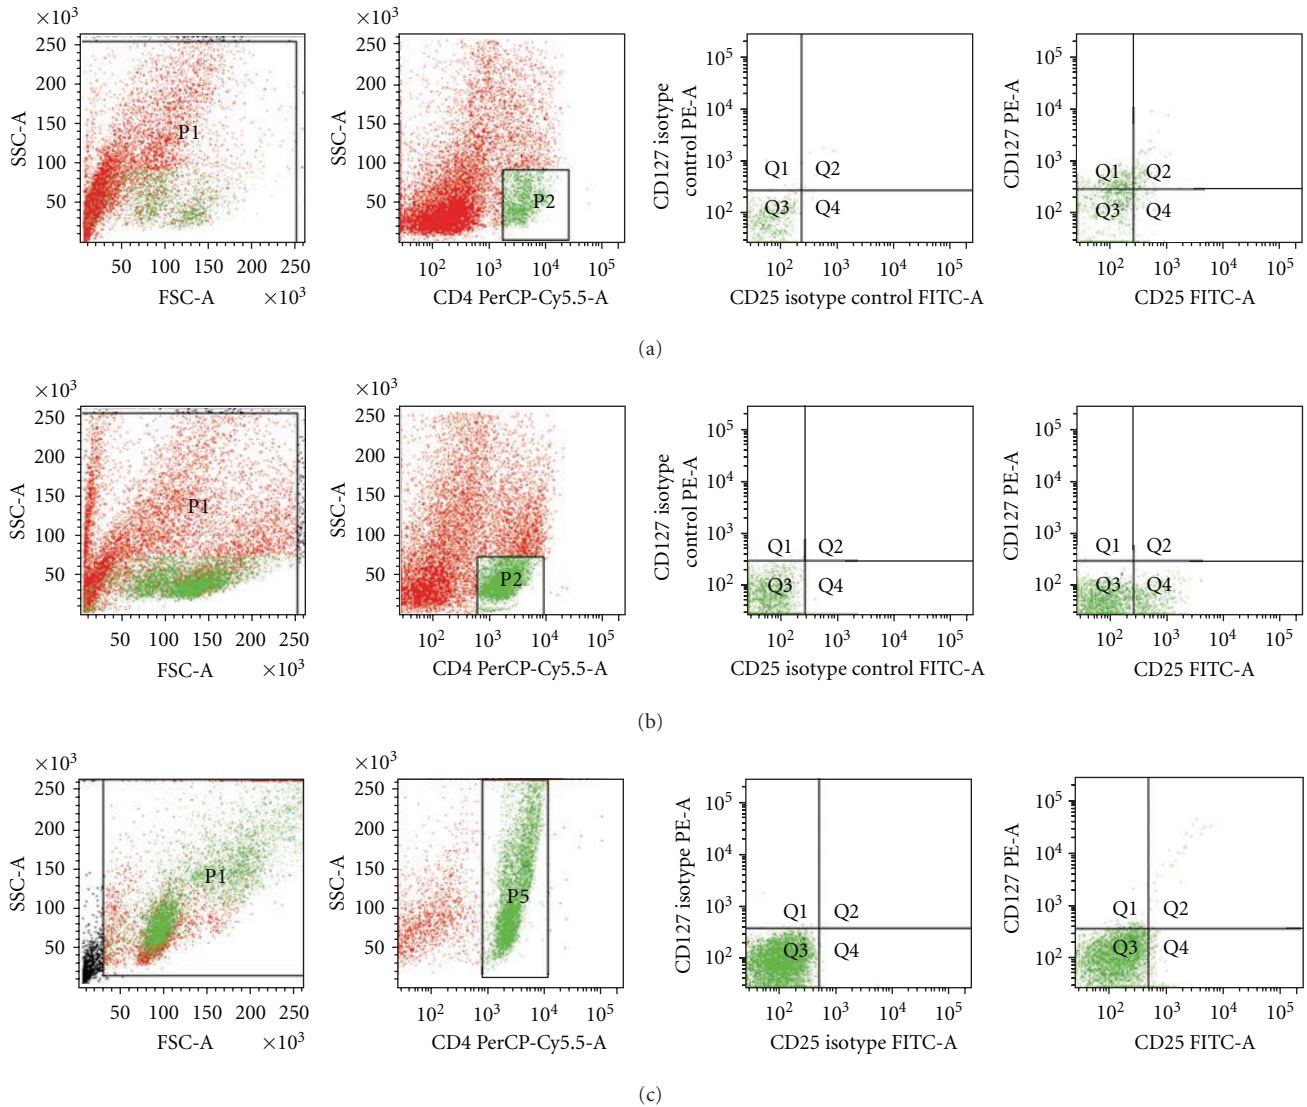 ×10³
250
200
150
100
50
SSC-A
P1
50 100 150 200 250
FSC-A ×10³
×10³
250
200
150
100
50
SSC-A
P2
10² 10³ 10⁴ 10⁵
CD4 PerCP-Cy5.5-A
CD127 isotype
control PE-A
10⁵
10⁴
10³
10²
Q1 Q2
Q3 Q4
10² 10³ 10⁴ 10⁵
CD25 isotype control FITC-A
CD127 PE-A
10⁵
10⁴
10³
10²
Q1 Q2
Q3 Q4
10² 10³ 10⁴ 10⁵
CD25 FITC-A
(a)
×10³
250
200
150
100
50
SSC-A
P1
50 100 150 200 250
FSC-A ×10³
×10³
250
200
150
100
50
SSC-A
P2
10² 10³ 10⁴ 10⁵
CD4 PerCP-Cy5.5-A
CD127 isotype
control PE-A
10⁵
10⁴
10³
10²
Q1 Q2
Q3 Q4
10² 10³ 10⁴ 10⁵
CD25 isotype control FITC-A
CD127 PE-A
10⁵
10⁴
10³
10²
Q1 Q2
Q3 Q4
10² 10³ 10⁴ 10⁵
CD25 FITC-A
(b)
×10³
250
200
150
100
50
SSC-A
P1
50 100 150 200 250
FSC-A ×10³
×10³
250
200
150
100
50
SSC-A
P5
10² 10³ 10⁴ 10⁵
CD4 PerCP-Cy5.5-A
CD127 isotype PE-A
10⁵
10⁴
10³
10²
Q1 Q2
Q3 Q4
10² 10³ 10⁴ 10⁵
CD25 isotype FITC-A
CD127 PE-A
10⁵
10⁴
10³
10²
Q1 Q2
Q3 Q4
10² 10³ 10⁴ 10⁵
CD25 FITC-A
(c)